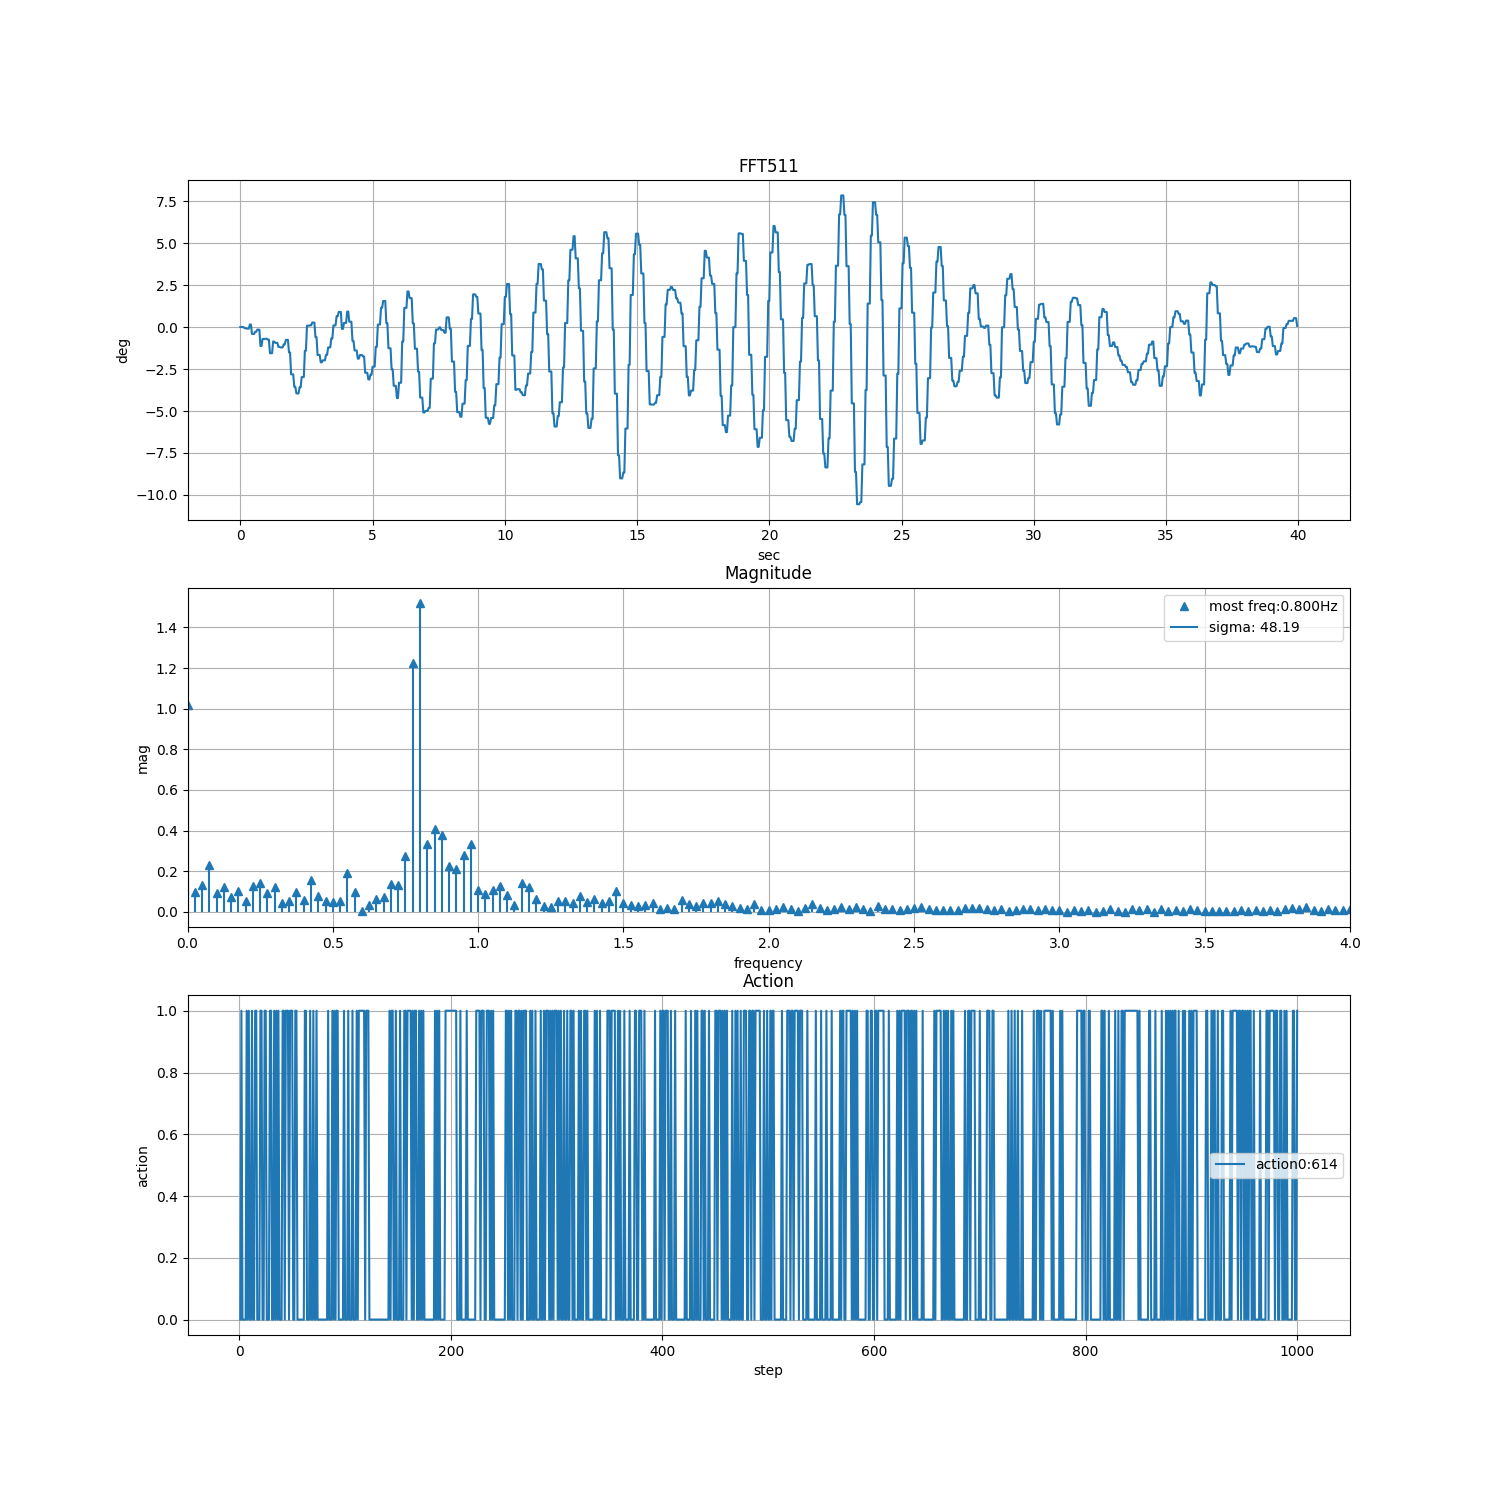 FFT511
7.5
5.0
2.5
0.0
−2.5
−5.0
−7.5
−10.0
deg
0 5 10 15 20 25 30 35 40
sec
Magnitude
most freq:0.800Hz
sigma: 48.19
1.4
1.2
1.0
0.8
0.6
0.4
0.2
0.0
mag
0.0 0.5 1.0 1.5 2.0 2.5 3.0 3.5 4.0
frequency
Action
1.0
0.8
0.6
0.4
0.2
0.0
action
action0:614
0 200 400 600 800 1000
step